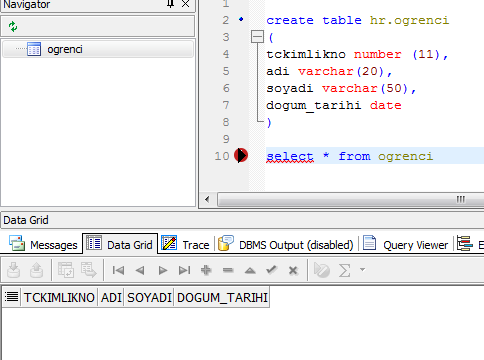 Navigator
ogrenci
1
2 create table hr.ogrenci
3 (
4 tckimlikno number (11),
5 adi varchar(20),
6 soyadi varchar(50),
7 dogum_tarihi date
8 )
9
10 select * from ogrenci
Data Grid
Messages Data Grid Trace DBMS Output (disabled) Query Viewer E
TCKIMLIKNO ADI SOYADI DOGUM_TARIHI